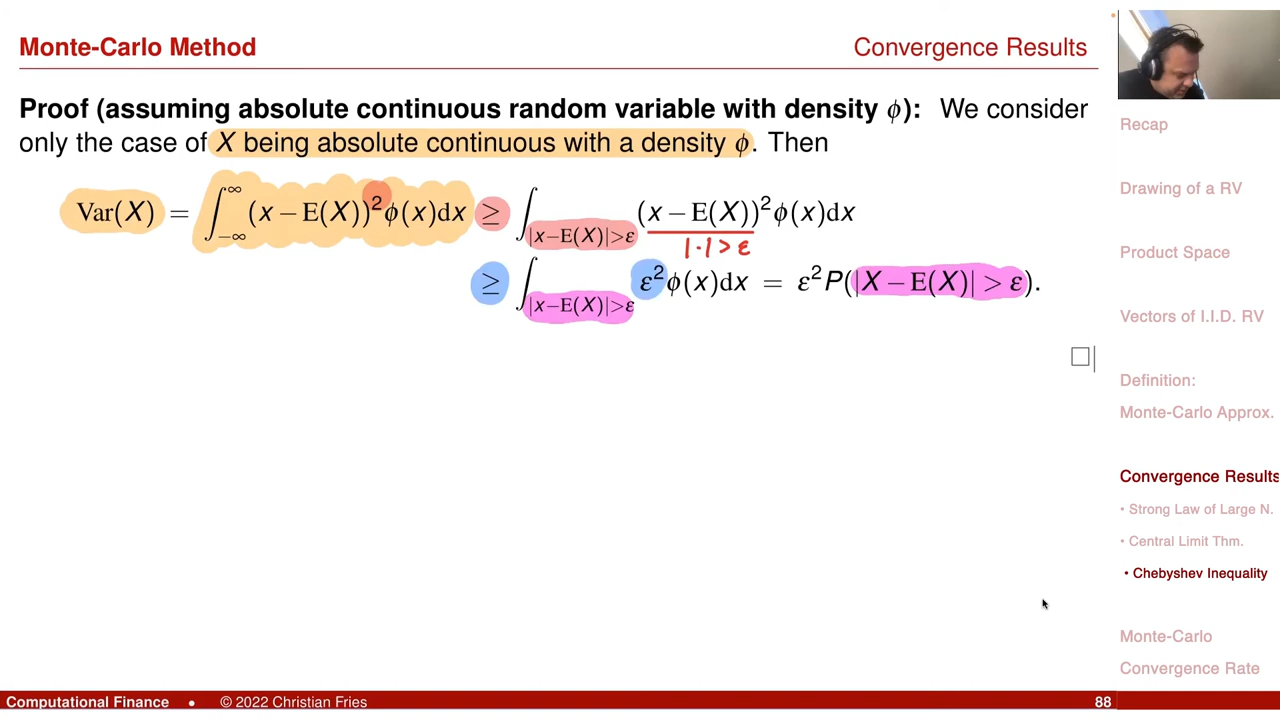 Monte-Carlo Method
Convergence Results
Proof (assuming absolute continuous random variable with density ϕ): We consider
only the case of X being absolute continuous with a density ϕ. Then
Var(X) = ∫_{−∞}^{∞} (x − E(X))² ϕ(x)dx ≥ ∫_{|x−E(X)|>ε} (x − E(X))² ϕ(x)dx
|·| > ε
≥ ∫_{|x−E(X)|>ε} ε² ϕ(x)dx = ε² P(|X − E(X)| > ε).
Recap
Drawing of a RV
Product Space
Vectors of I.I.D. RV
Definition:
Monte-Carlo Approx.
Convergence Results
• Strong Law of Large N.
• Central Limit Thm.
• Chebyshev Inequality
Monte-Carlo
Convergence Rate
Computational Finance • © 2022 Christian Fries 88